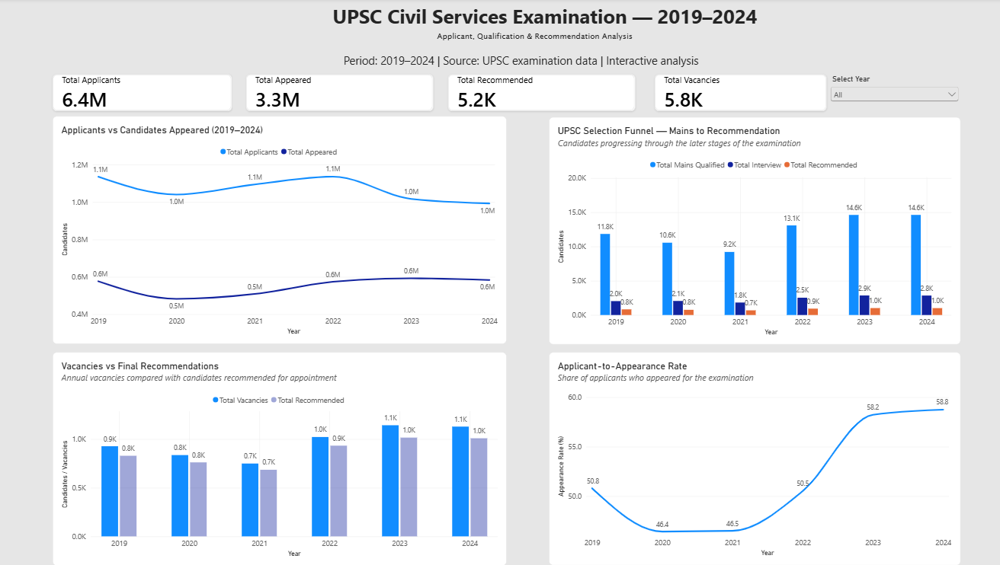 UPSC Civil Services Examination — 2019–2024
Applicant, Qualification & Recommendation Analysis
Period: 2019–2024 | Source: UPSC examination data | Interactive analysis
Total Applicants
6.4M
Total Appeared
3.3M
Total Recommended
5.2K
Total Vacancies
5.8K
Select Year
All
Applicants vs Candidates Appeared (2019–2024)
Total Applicants Total Appeared
Candidates
1.2M
1.0M
0.8M
0.6M
0.4M
1.1M 1.0M 1.1M 1.1M 1.0M 1.0M
0.6M 0.5M 0.5M 0.6M 0.6M 0.6M
2019 2020 2021 2022 2023 2024
Year
UPSC Selection Funnel — Mains to Recommendation
Candidates progressing through the later stages of the examination
Total Mains Qualified Total Interview Total Recommended
Candidates
20.0K
15.0K
10.0K
5.0K
0.0K
11.8K 10.6K 9.2K 13.1K 14.6K 14.6K
2.0K 2.1K 1.8K 2.5K 2.9K 2.8K
0.8K 0.8K 0.7K 0.9K 1.0K 1.0K
2019 2020 2021 2022 2023 2024
Year
Vacancies vs Final Recommendations
Annual vacancies compared with candidates recommended for appointment
Total Vacancies Total Recommended
Candidates / Vacancies
1.0K
0.5K
0.0K
0.9K 0.8K 0.8K 0.8K 0.7K 0.7K 1.0K 0.9K 1.1K 1.0K 1.1K 1.0K
2019 2020 2021 2022 2023 2024
Year
Applicant-to-Appearance Rate
Share of applicants who appeared for the examination
Appearance Rate (%)
60.0
55.0
50.0
50.8 46.4 46.5 50.5 58.2 58.8
2019 2020 2021 2022 2023 2024
Year